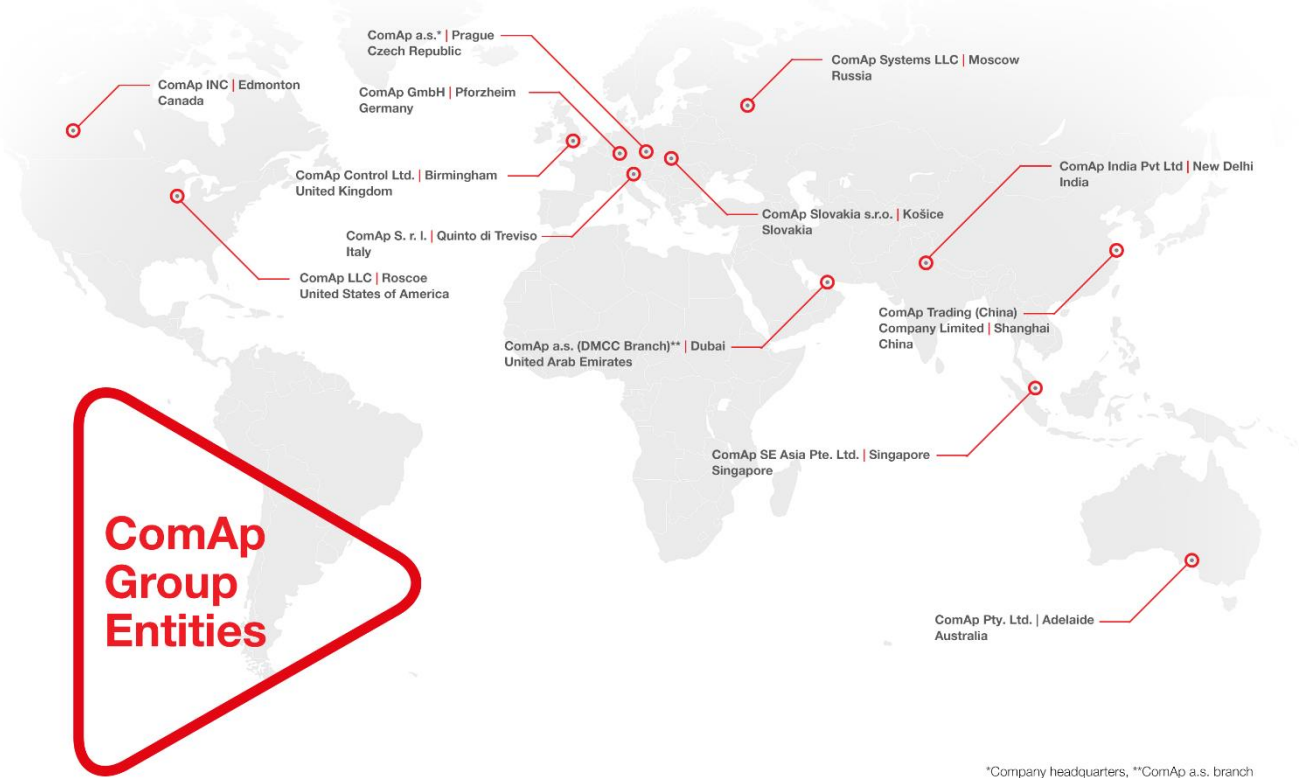 ComAp a.s.* | Prague
Czech Republic
ComAp Systems LLC | Moscow
Russia
ComAp INC | Edmonton
Canada
ComAp GmbH | Pforzheim
Germany
ComAp India Pvt Ltd | New Delhi
India
ComAp Control Ltd. | Birmingham
United Kingdom
ComAp Slovakia s.r.o. | Košice
Slovakia
ComAp S. r. l. | Quinto di Treviso
Italy
ComAp LLC | Roscoe
United States of America
ComAp Trading (China)
Company Limited | Shanghai
China
ComAp a.s. (DMCC Branch)** | Dubai
United Arab Emirates
ComAp SE Asia Pte. Ltd. | Singapore
Singapore
ComAp
Group
Entities
ComAp Pty. Ltd. | Adelaide
Australia
*Company headquarters, **ComAp a.s. branch